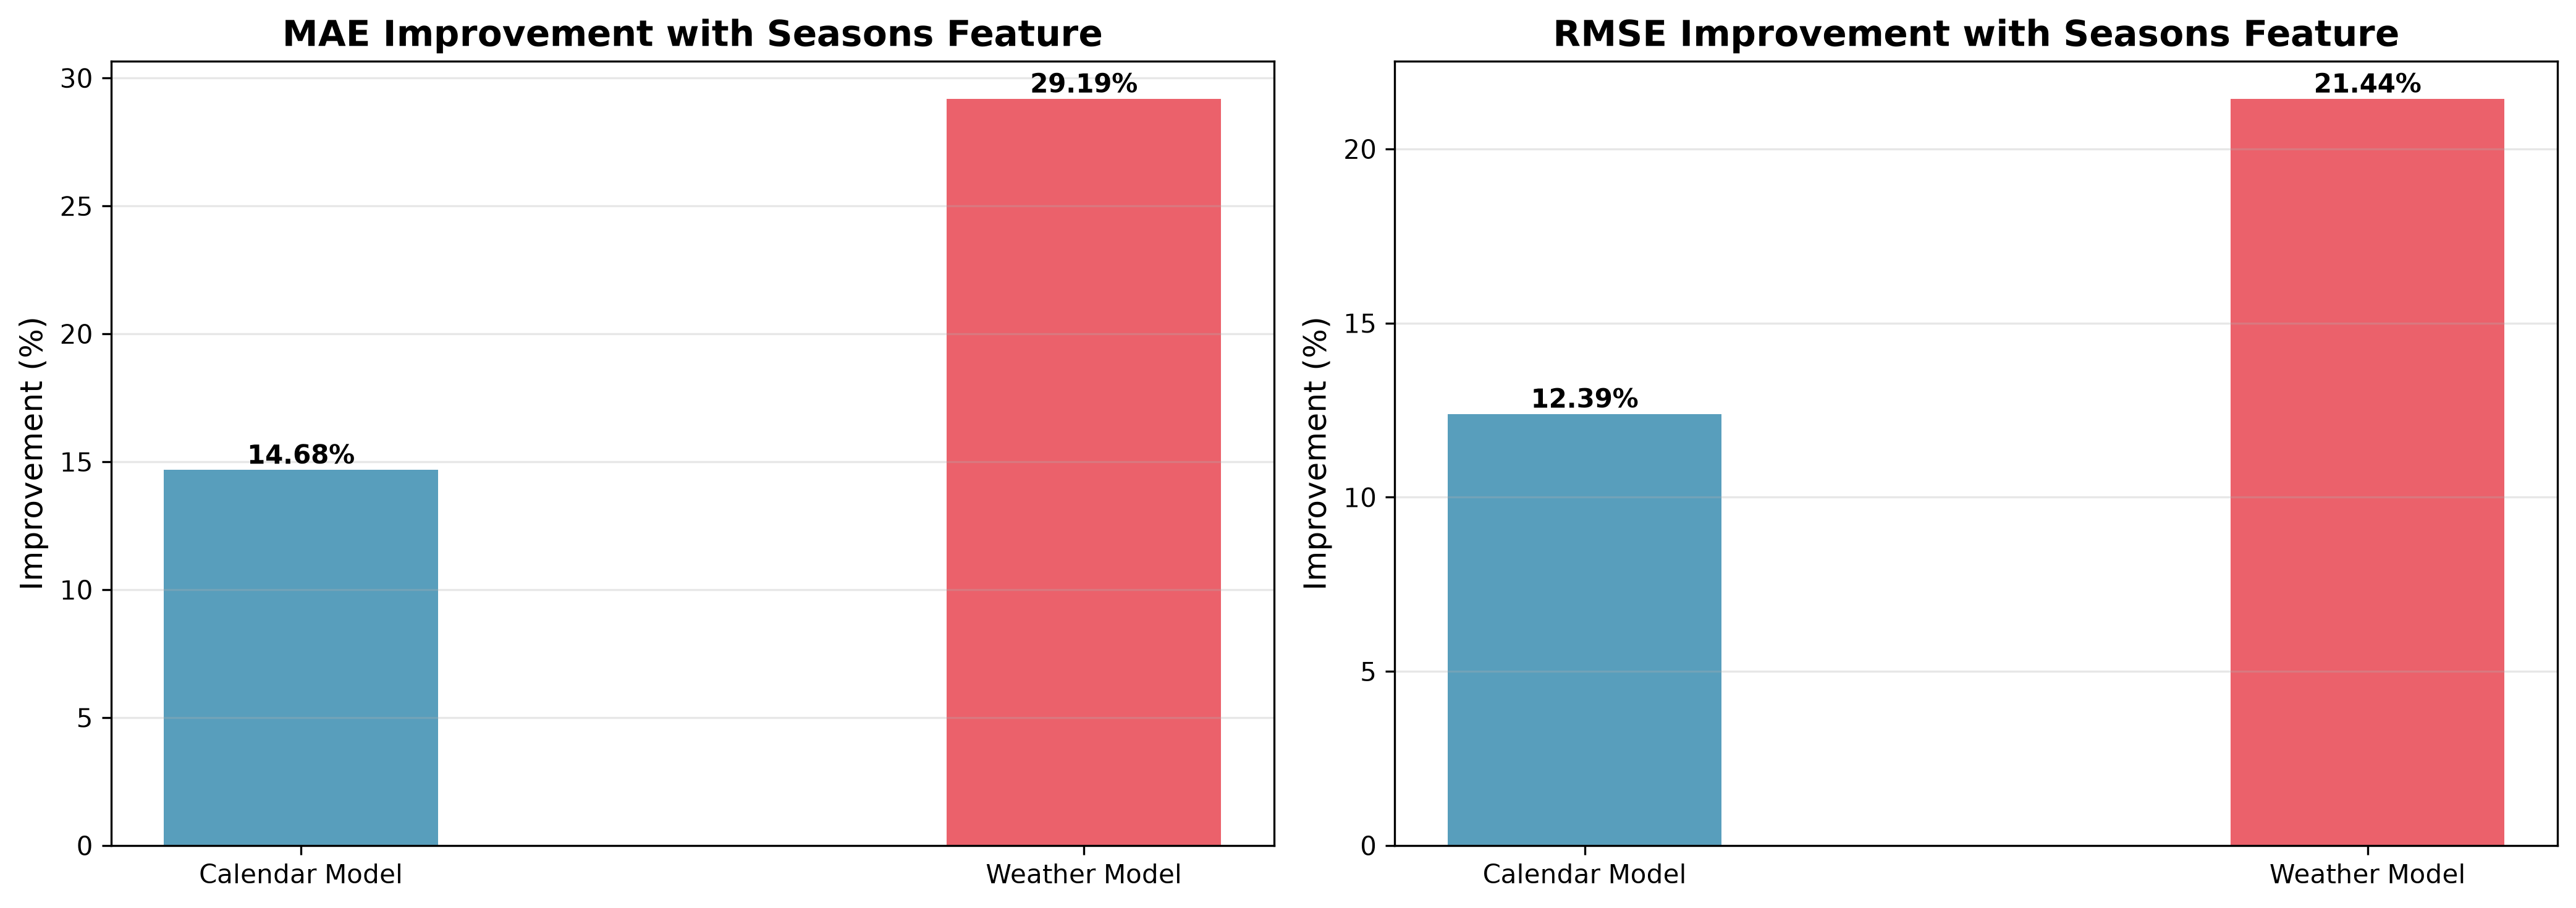 MAE Improvement with Seasons Feature
Improvement (%)
30
25
20
15
10
5
0
29.19%
14.68%
Calendar Model
Weather Model
RMSE Improvement with Seasons Feature
Improvement (%)
20
15
10
5
0
21.44%
12.39%
Calendar Model
Weather Model